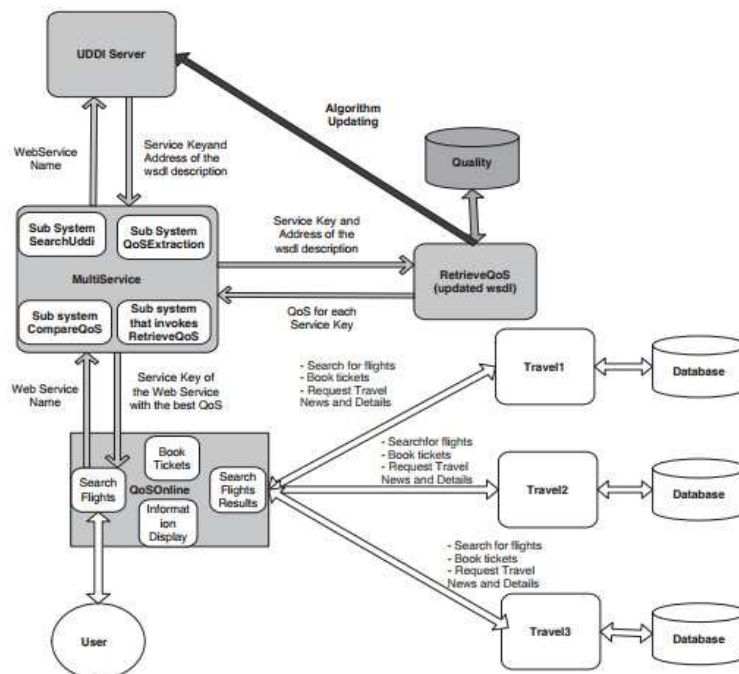 UDDI Server
Algorithm
Updating
WebService
Name
Service Keyand
Address of the
wsdl description
Quality
Sub System
SearchUddi
Sub System
QoSExtraction
MultiService
Sub system
CompareQoS
Sub system
that invokes
RetrieveQoS
Service Key and
Address of the
wsdl description
RetrieveQoS
(updated wsdl)
QoS for each
Service Key
Web Service
Name
Service Key of
the Web Service
with the best QoS
- Search for flights
- Book tickets
- Request Travel
News and Details
Travel1
Database
Book
Tickets
Search
Flights
QoSOnline
Search
Flights
Results
Informat
ion
Display
- Searchfor flights
- Book tickets
- Request Travel
News and Details
Travel2
Database
- Search for flights
- Book tickets
- Request Travel
News and Details
Travel3
Database
User